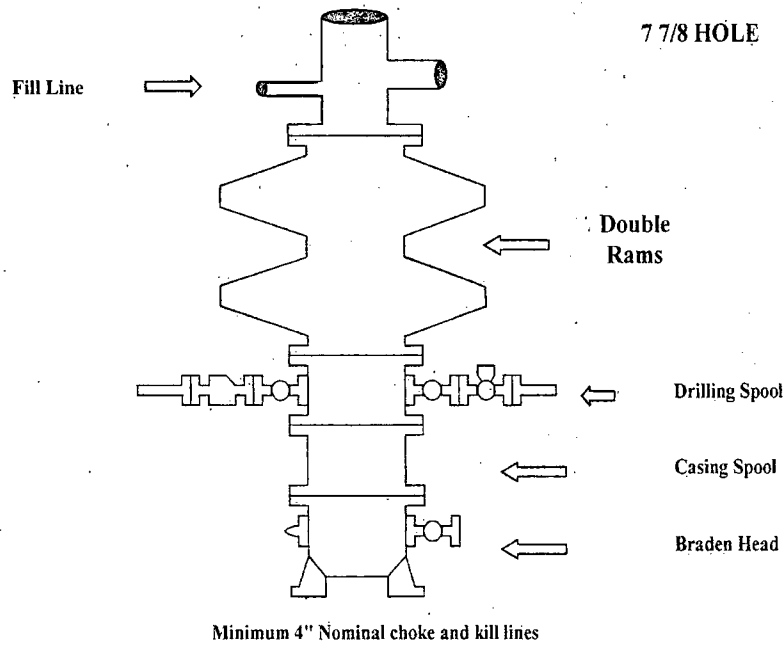 7 7/8 HOLE
Fill Line
Double
Rams
Drilling Spool
Casing Spool
Braden Head
Minimum 4" Nominal choke and kill lines